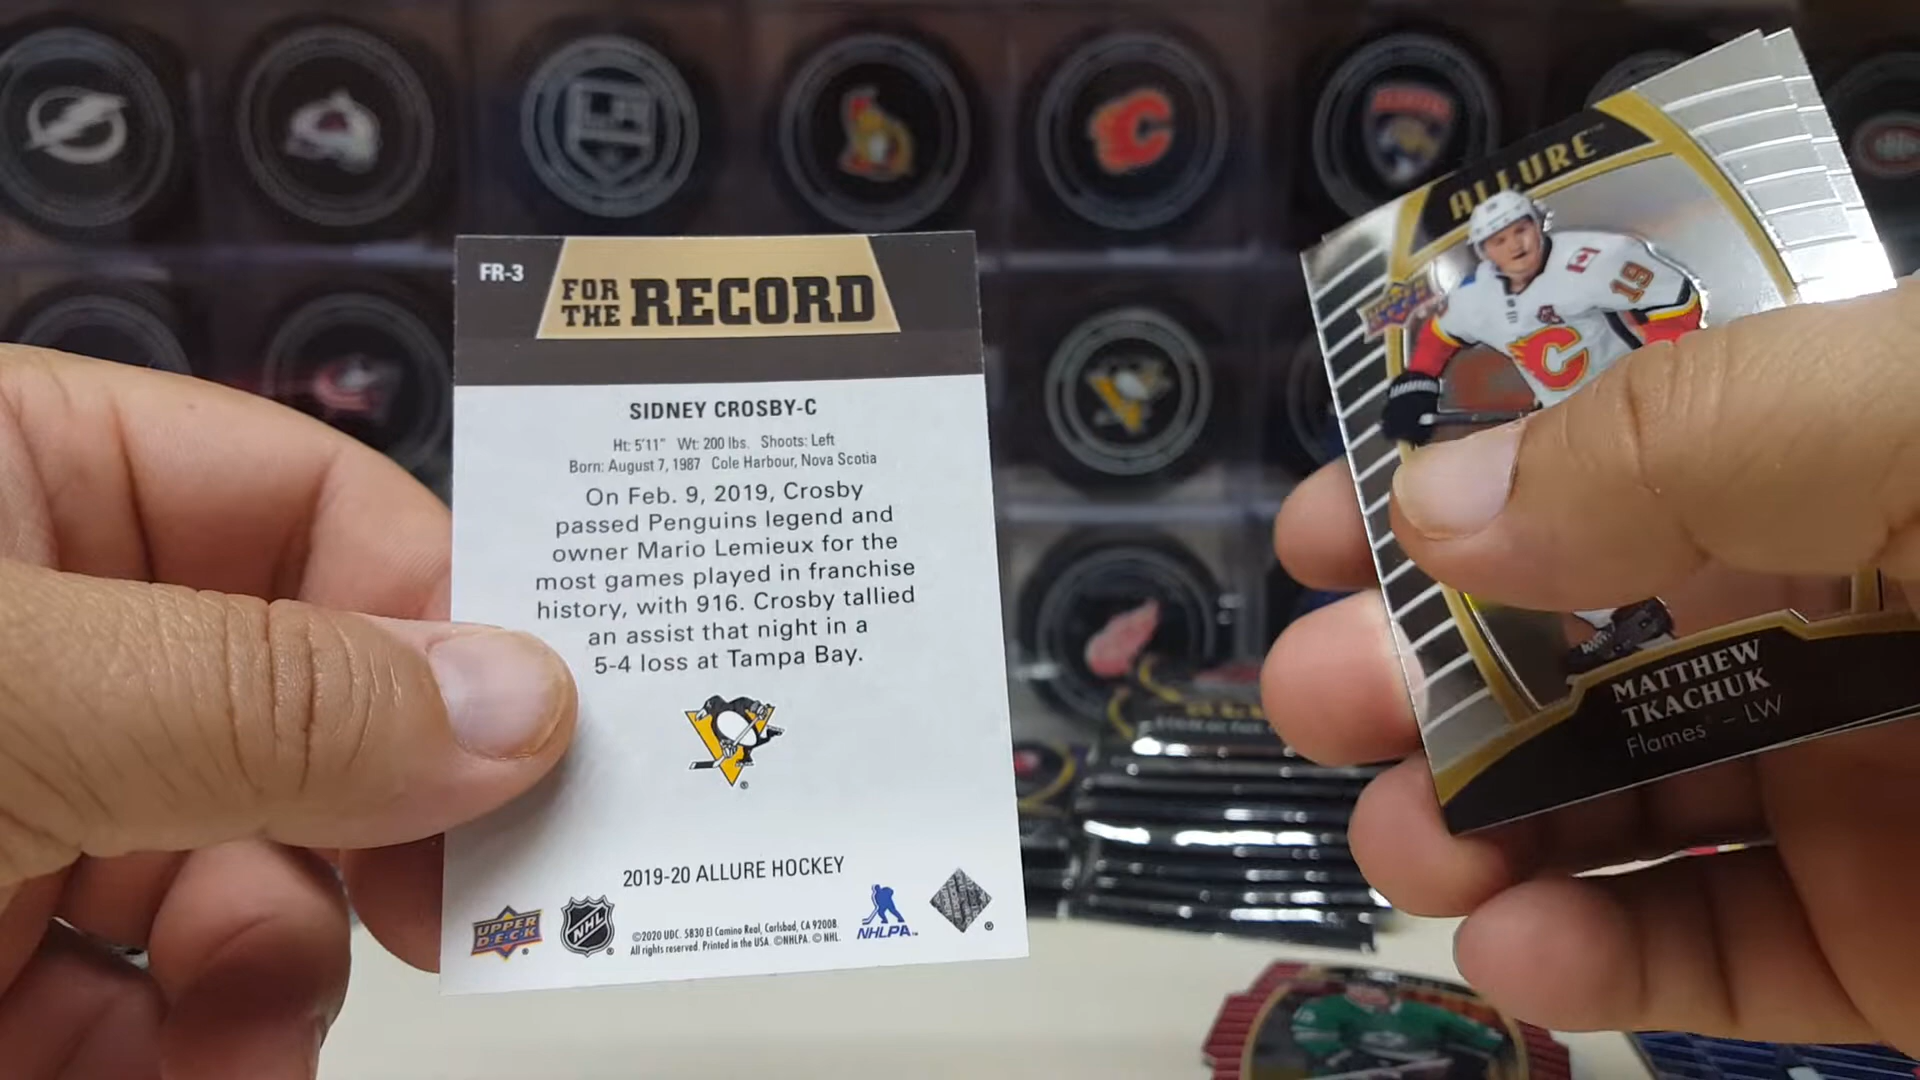 FR-3
FOR
THE RECORD
SIDNEY CROSBY-C
Ht: 5'11" Wt: 200 lbs. Shoots: Left
Born: August 7, 1987 Cole Harbour, Nova Scotia
On Feb. 9, 2019, Crosby
passed Penguins legend and
owner Mario Lemieux for the
most games played in franchise
history, with 916. Crosby tallied
an assist that night in a
5-4 loss at Tampa Bay.
2019-20 ALLURE HOCKEY
UPPER
D·E·C·K
NHL
©2020 UDC. 5830 El Camino Real, Carlsbad, CA 92008.
All rights reserved. Printed in the USA. ©NHLPA. © NHL.
NHLPA™
ALLURE™
19
MATTHEW
TKACHUK
Flames - LW